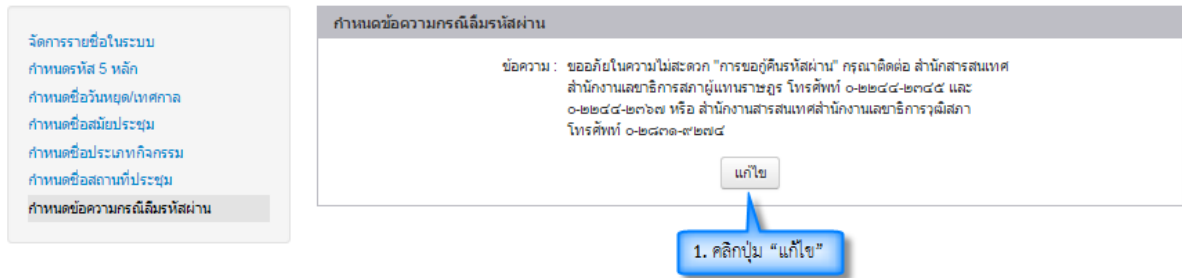 จัดการรายชื่อในระบบ
กำหนดรหัส 5 หลัก
กำหนดชื่อวันหยุด/เทศกาล
กำหนดชื่อสมัยประชุม
กำหนดชื่อประเภทกิจกรรม
กำหนดชื่อสถานที่ประชุม
กำหนดข้อความกรณีลืมรหัสผ่าน
กำหนดข้อความกรณีลืมรหัสผ่าน
ข้อความ : ขออภัยในความไม่สะดวก "การขอกู้คืนรหัสผ่าน" กรุณาติดต่อ สำนักสารสนเทศ
สำนักงานเลขาธิการสภาผู้แทนราษฎร โทรศัพท์ ๐-๒๒๔๔-๒๓๔๕ และ
๐-๒๒๔๔-๒๓๖๗ หรือ สำนักงานสารสนเทศสำนักงานเลขาธิการวุฒิสภา
โทรศัพท์ ๐-๒๘๓๑-๙๒๗๔
แก้ไข
1. คลิกปุ่ม “แก้ไข”